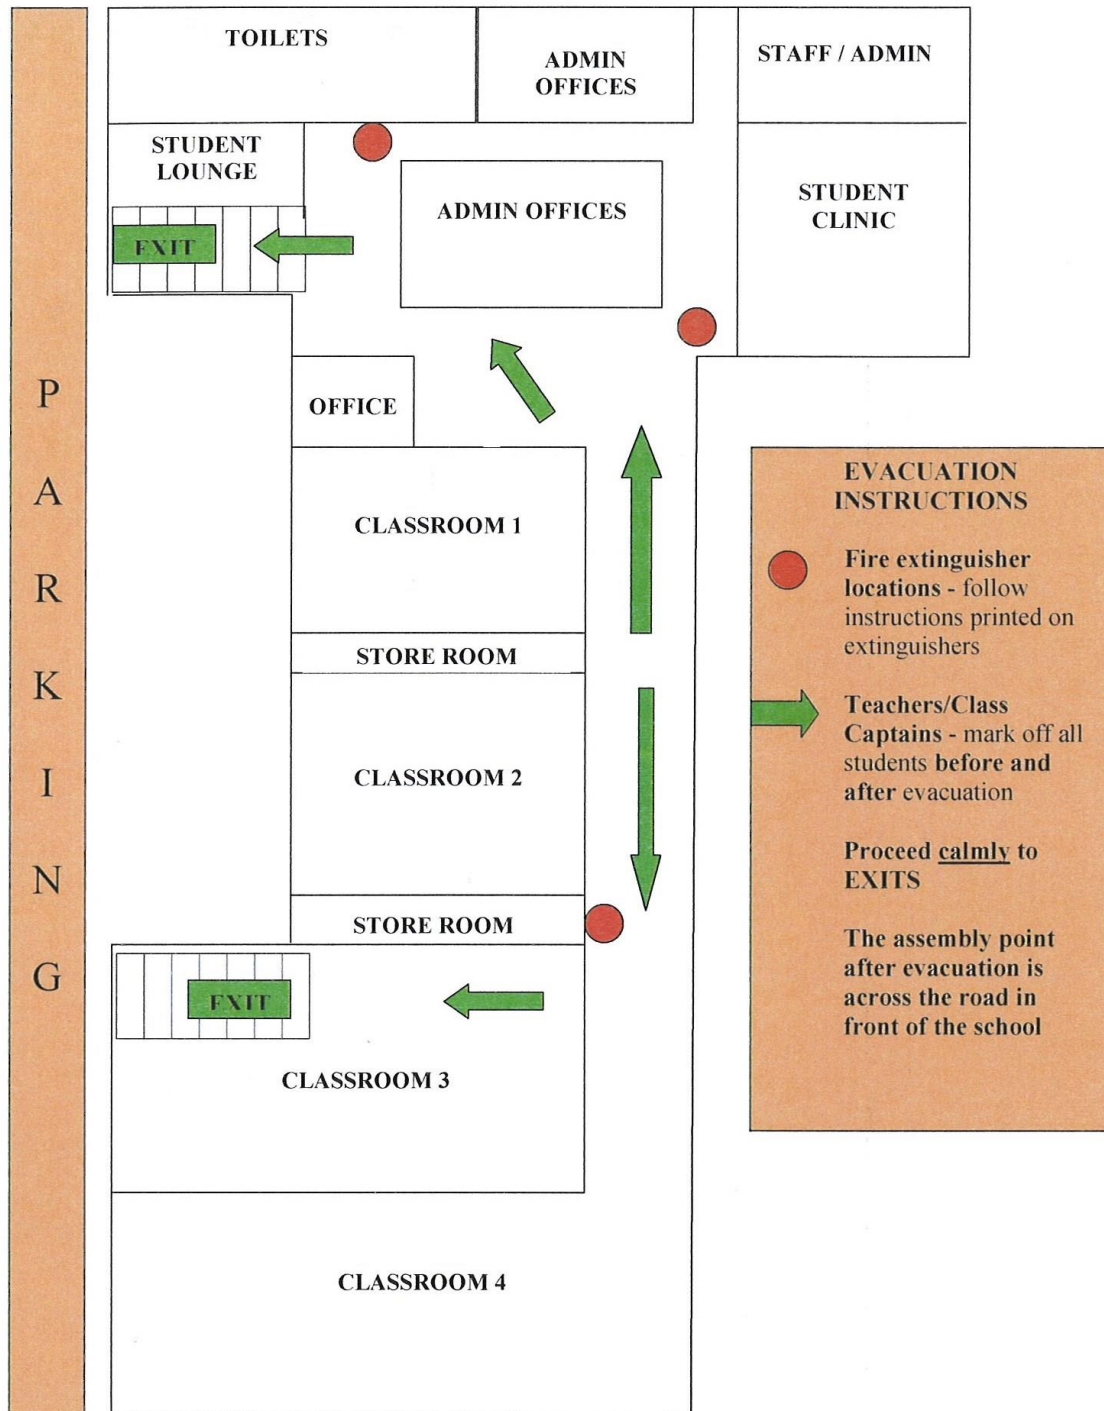 TOILETS
ADMIN
OFFICES
STAFF / ADMIN
STUDENT
LOUNGE
ADMIN OFFICES
STUDENT
CLINIC
EXIT
PARKING
OFFICE
CLASSROOM 1
STORE ROOM
CLASSROOM 2
STORE ROOM
EXIT
CLASSROOM 3
CLASSROOM 4
EVACUATION
INSTRUCTIONS
Fire extinguisher
locations - follow
instructions printed on
extinguishers
Teachers/Class
Captains - mark off all
students before and
after evacuation
Proceed calmly to
EXITS
The assembly point
after evacuation is
across the road in
front of the school